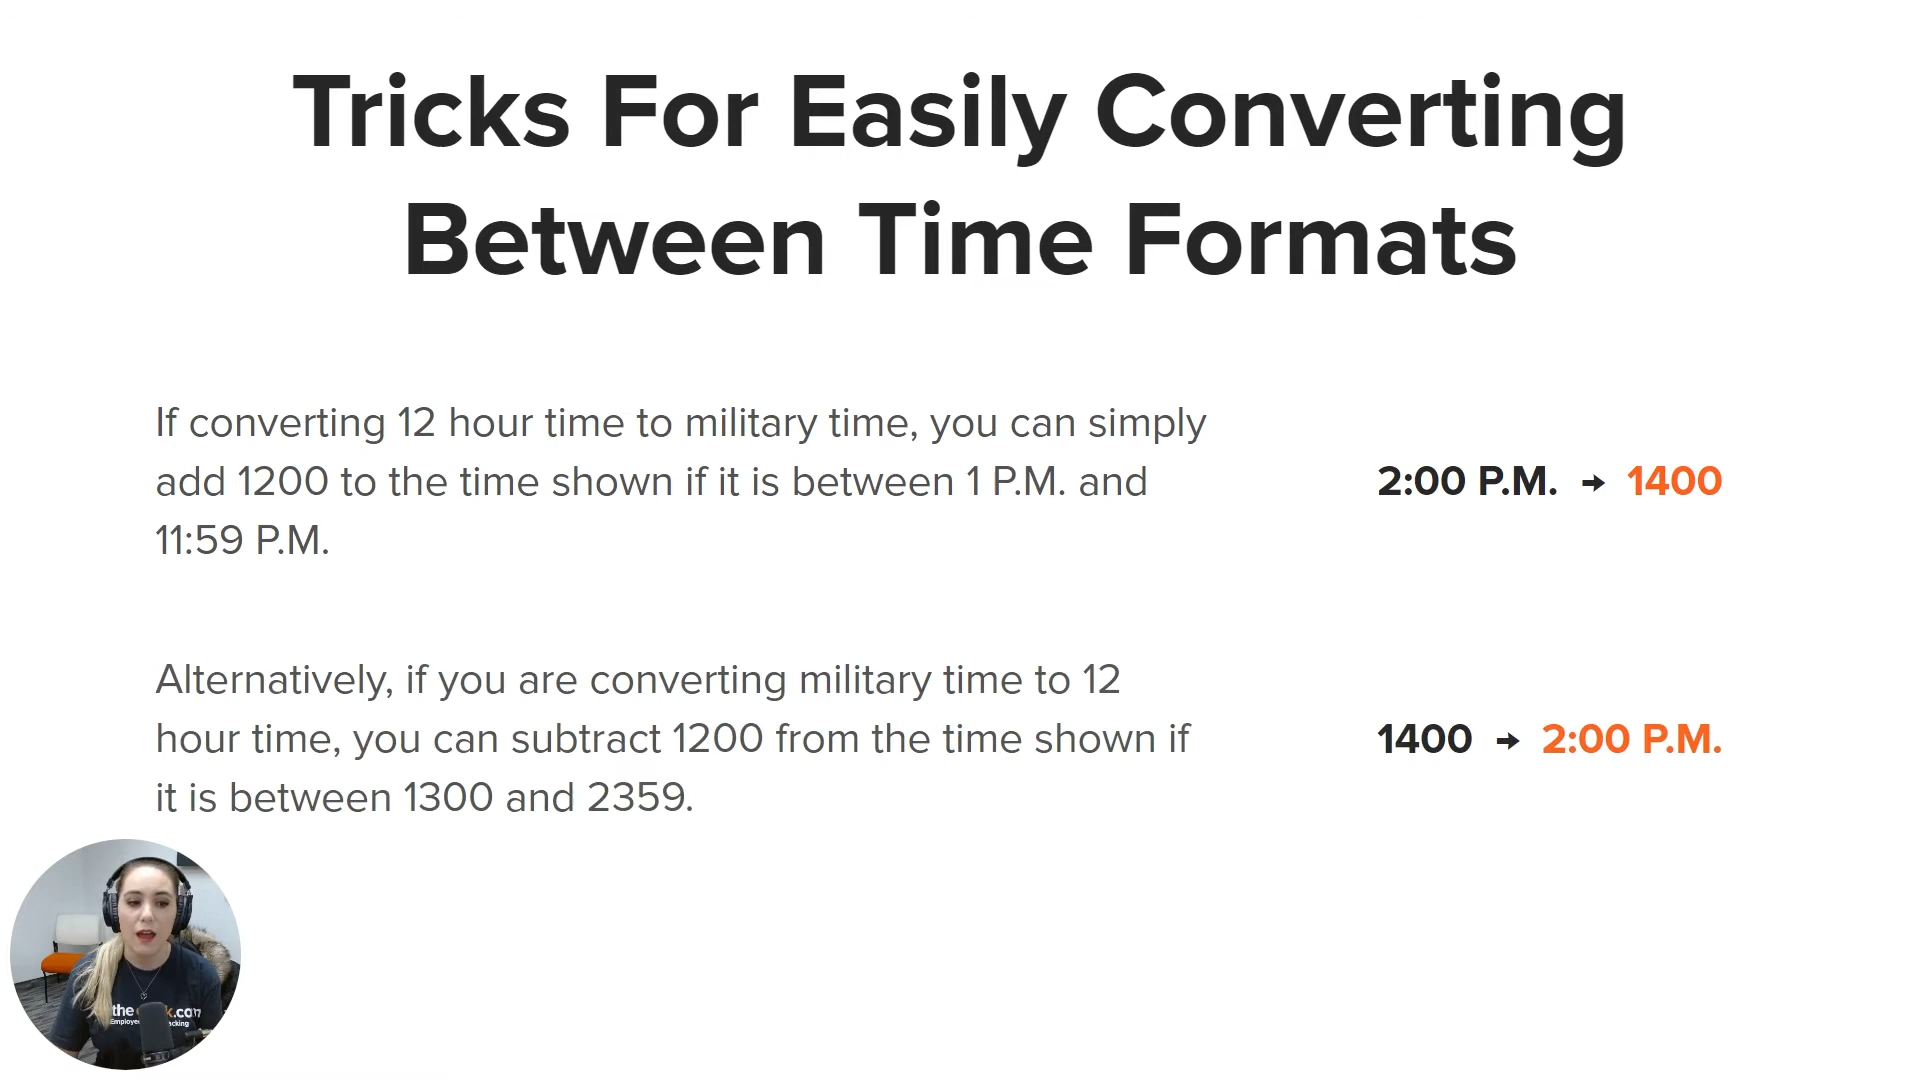 Tricks For Easily Converting
Between Time Formats
If converting 12 hour time to military time, you can simply
add 1200 to the time shown if it is between 1 P.M. and
11:59 P.M.
2:00 P.M. → 1400
Alternatively, if you are converting military time to 12
hour time, you can subtract 1200 from the time shown if
it is between 1300 and 2359.
1400 → 2:00 P.M.
the
.com